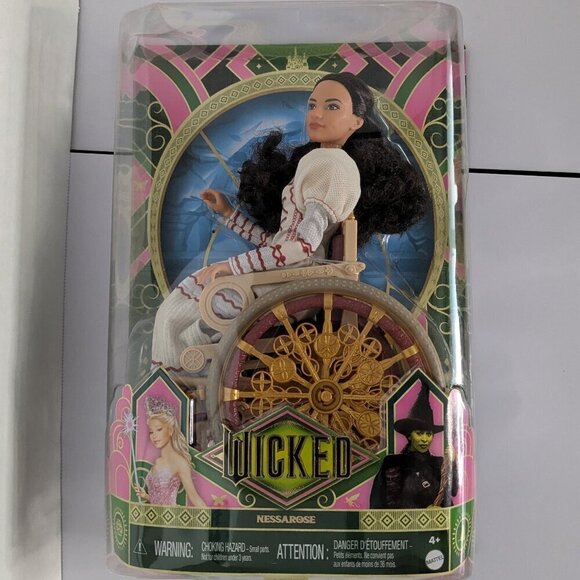 WICKED
NESSAROSE
WARNING: CHOKING HAZARD - Small parts.
Not for children under 3 years.
ATTENTION : DANGER D'ÉTOUFFEMENT -
Petits éléments. Ne convient pas
aux enfants de moins de 36 mois.
4+
MATTEL